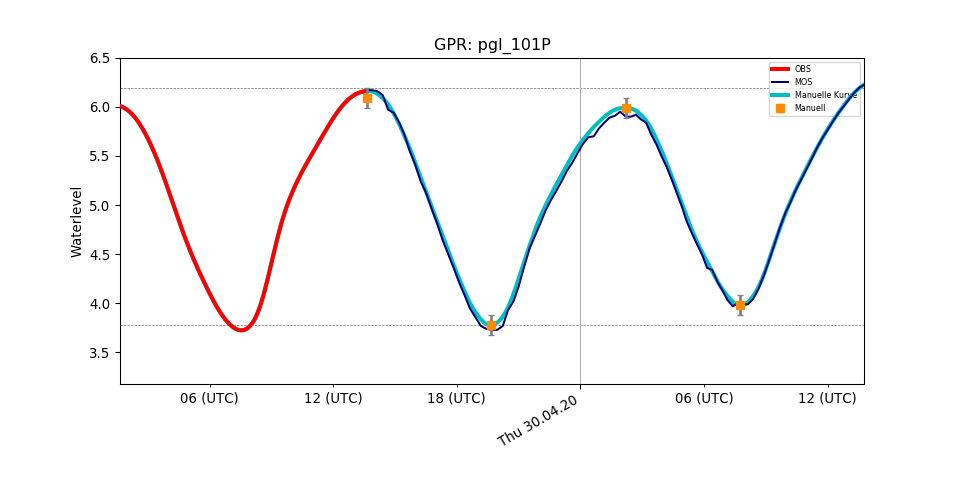 GPR: pgl_101P
6.5
6.0
5.5
5.0
4.5
4.0
3.5
Waterlevel
OBS
MOS
Manuelle Kurve
Manuell
06 (UTC)
12 (UTC)
18 (UTC)
Thu 30.04.20
06 (UTC)
12 (UTC)